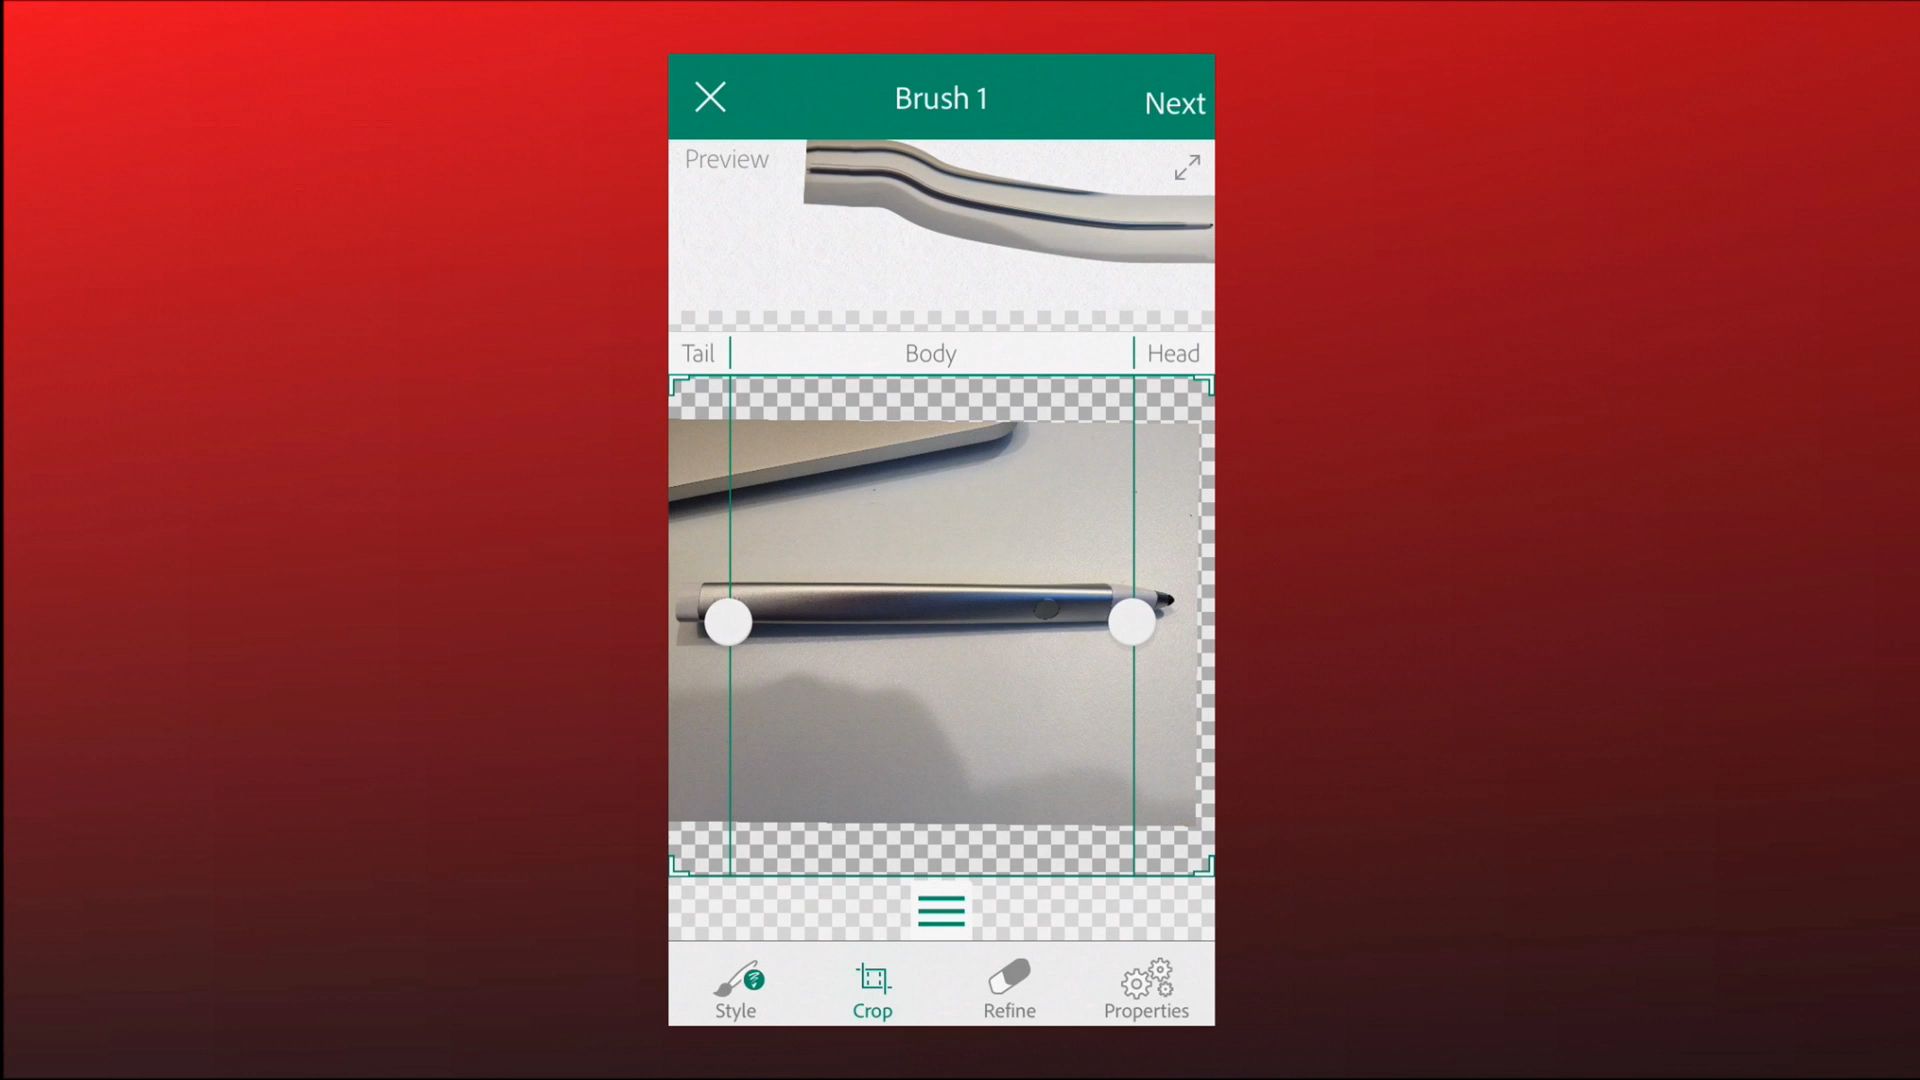 Brush 1
Next
Preview
Tail
Body
Head
Style
Crop
Refine
Properties